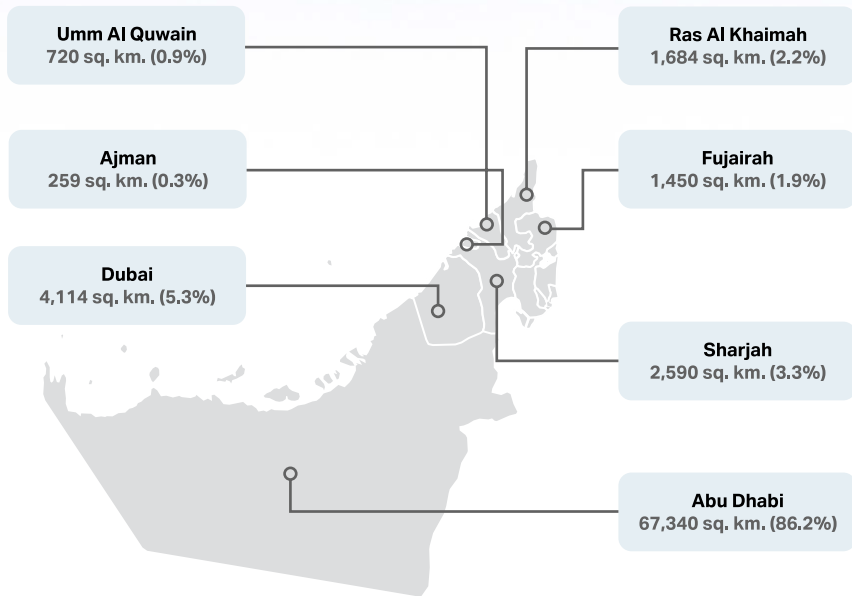 Umm Al Quwain
720 sq. km. (0.9%)
Ras Al Khaimah
1,684 sq. km. (2.2%)
Ajman
259 sq. km. (0.3%)
Fujairah
1,450 sq. km. (1.9%)
Dubai
4,114 sq. km. (5.3%)
Sharjah
2,590 sq. km. (3.3%)
Abu Dhabi
67,340 sq. km. (86.2%)